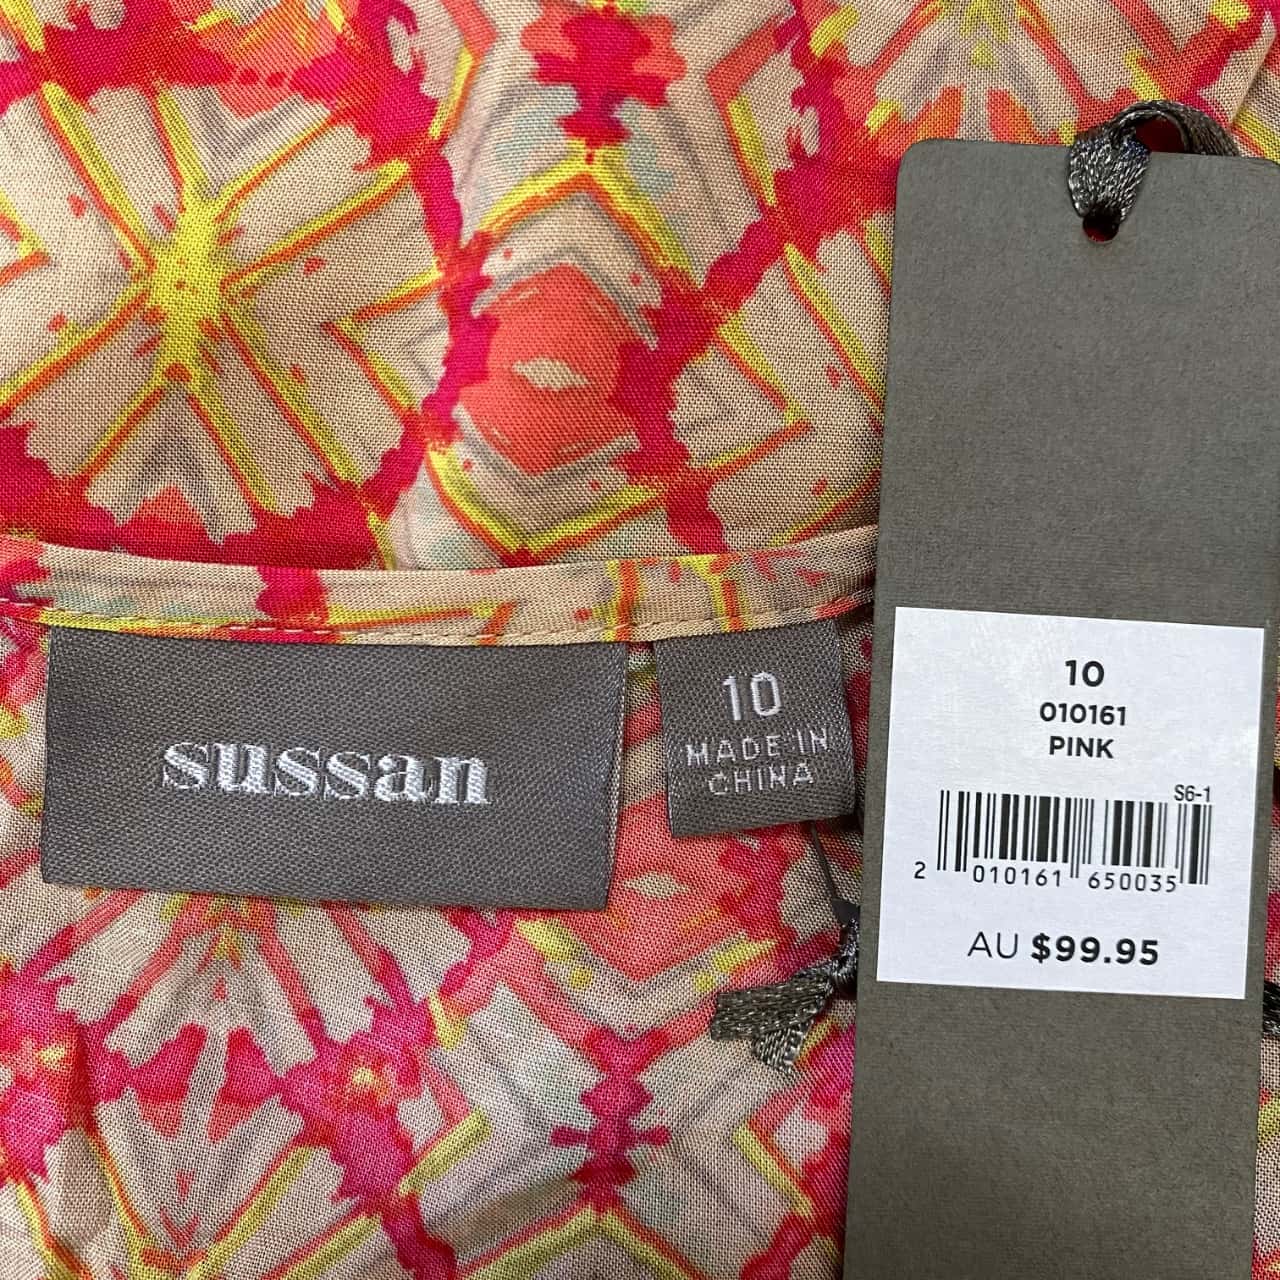 sussan
10
MADE IN
CHINA
10
010161
PINK
S6-1
2 010161 650035
AU $99.95